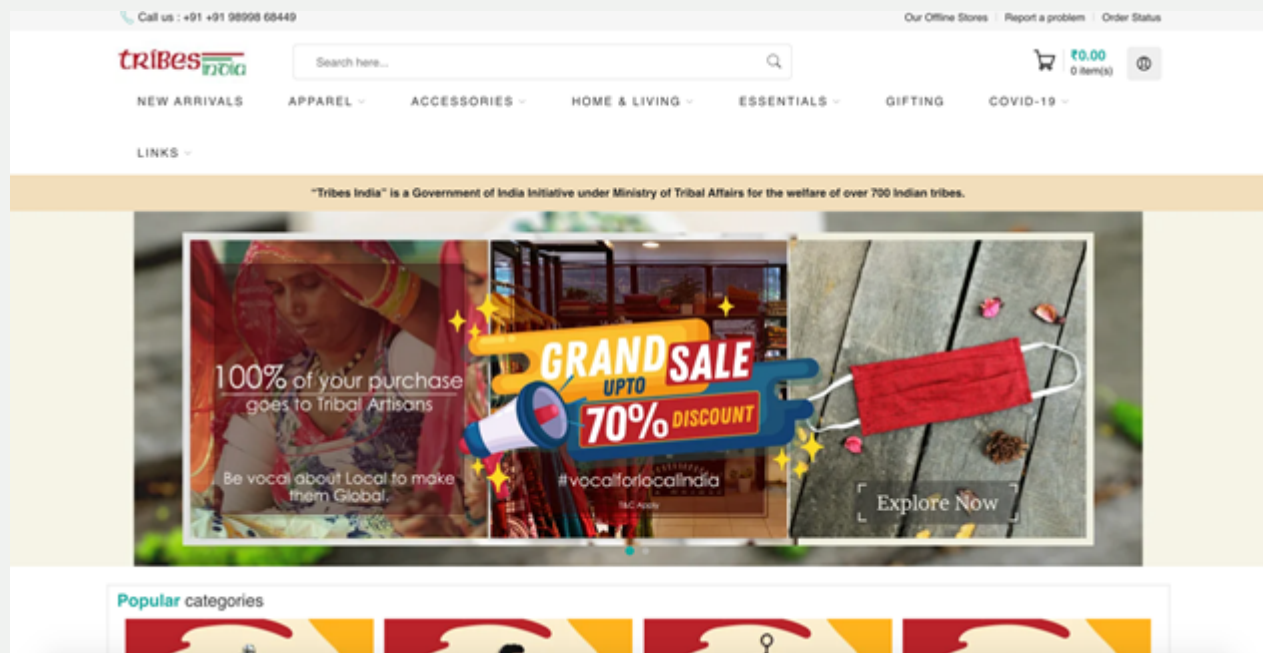 Call us : +91 +91 98998 68449
Our Offline Stores
Report a problem
Order Status
TRIBES INDIA
Search here...
₹0.00
0 item(s)
NEW ARRIVALS
APPAREL
ACCESSORIES
HOME & LIVING
ESSENTIALS
GIFTING
COVID-19
LINKS
“Tribes India” is a Government of India Initiative under Ministry of Tribal Affairs for the welfare of over 700 Indian tribes.
100% of your purchase
goes to Tribal Artisans
Be vocal about Local to make
them Global.
GRAND SALE
UPTO
70% DISCOUNT
#vocalforlocalIndia
T&C Apply
Explore Now
Popular categories